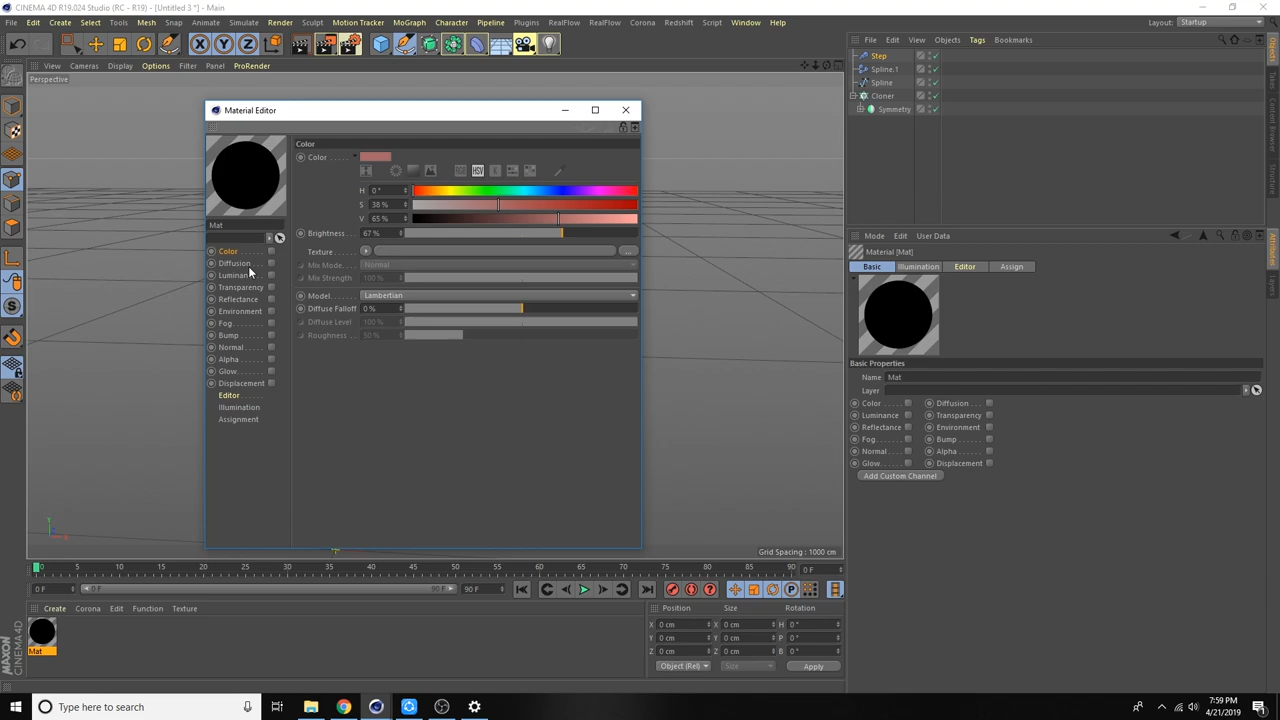 CINEMA 4D R19.024 Studio (RC - R19) - [Untitled 3 *] - Main
File Edit Create Select Tools Mesh Snap Animate Simulate Render Sculpt Motion Tracker MoGraph Character Pipeline Plugins RealFlow RealFlow Corona Redshift Script Window Help
Layout: Startup
File Edit View Objects Tags Bookmarks
View Cameras Display Options Filter Panel ProRender
Perspective
Step
Spline.1
Spline
Cloner
Symmetry
Objects
Takes
Content Browser
Attributes
Layers
Material Editor
Color
Color
H 0 °
S 38 %
V 65 %
Brightness 67 %
Texture
Mix Mode. Normal
Mix Strength 100 %
Model. Lambertian
Diffuse Falloff 0 %
Diffuse Level 100 %
Roughness 50 %
Mat
Color
Diffusion
Luminan
Transparency
Reflectance
Environment
Fog
Bump
Normal
Alpha
Glow
Displacement
Editor
Illumination
Assignment
Mode Edit User Data
Material [Mat]
Basic Illumination Editor Assign
Basic Properties
Name Mat
Layer
Color Diffusion
Luminance Transparency
Reflectance Environment
Fog Bump
Normal Alpha
Glow Displacement
Add Custom Channel
Grid Spacing : 1000 cm
0 5 10 15 20 25 30 35 40 45 50 55 60 65 70 75 80 85 90 0 F
0 F 0 F 90 F 90 F
Create Corona Edit Function Texture
Mat
MAXON CINEMA 4D
Position Size Rotation
X 0 cm X 0 cm H 0 °
Y 0 cm Y 0 cm P 0 °
Z 0 cm Z 0 cm B 0 °
Object (Rel) Size Apply
Type here to search
7:59 PM
4/21/2019